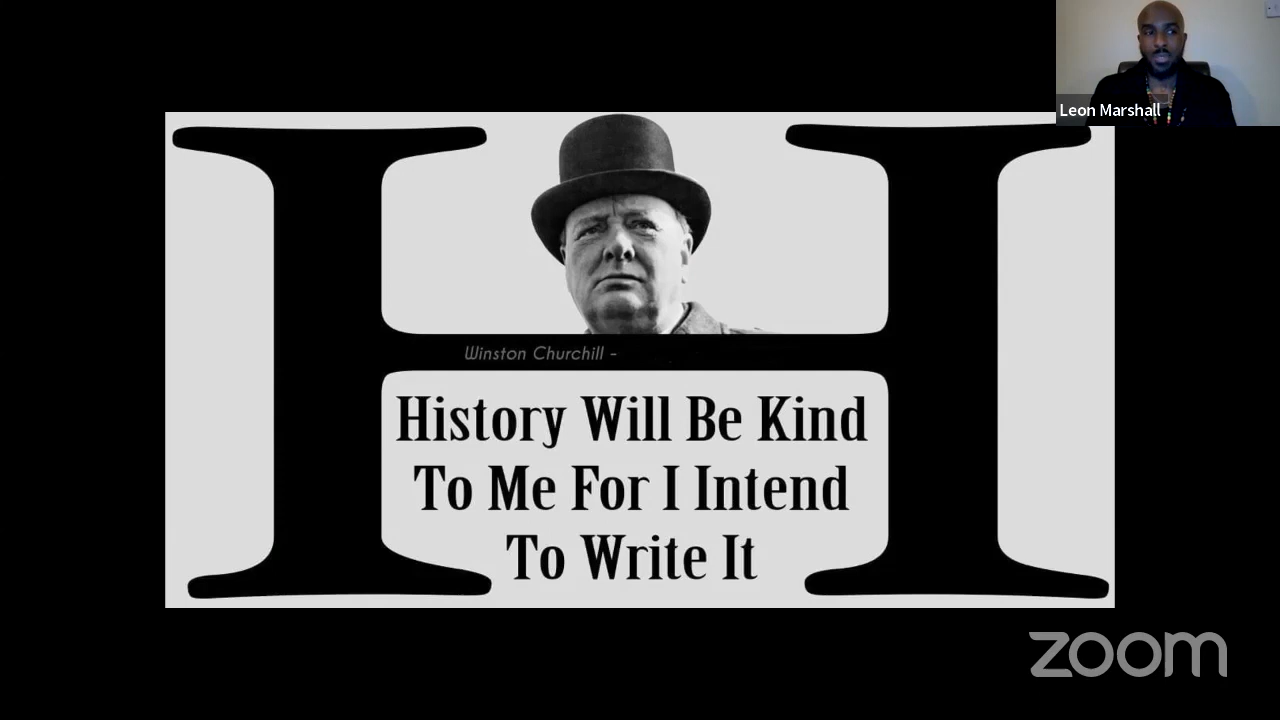 Leon Marshall
Winston Churchill -
History Will Be Kind
To Me For I Intend
To Write It
zoom